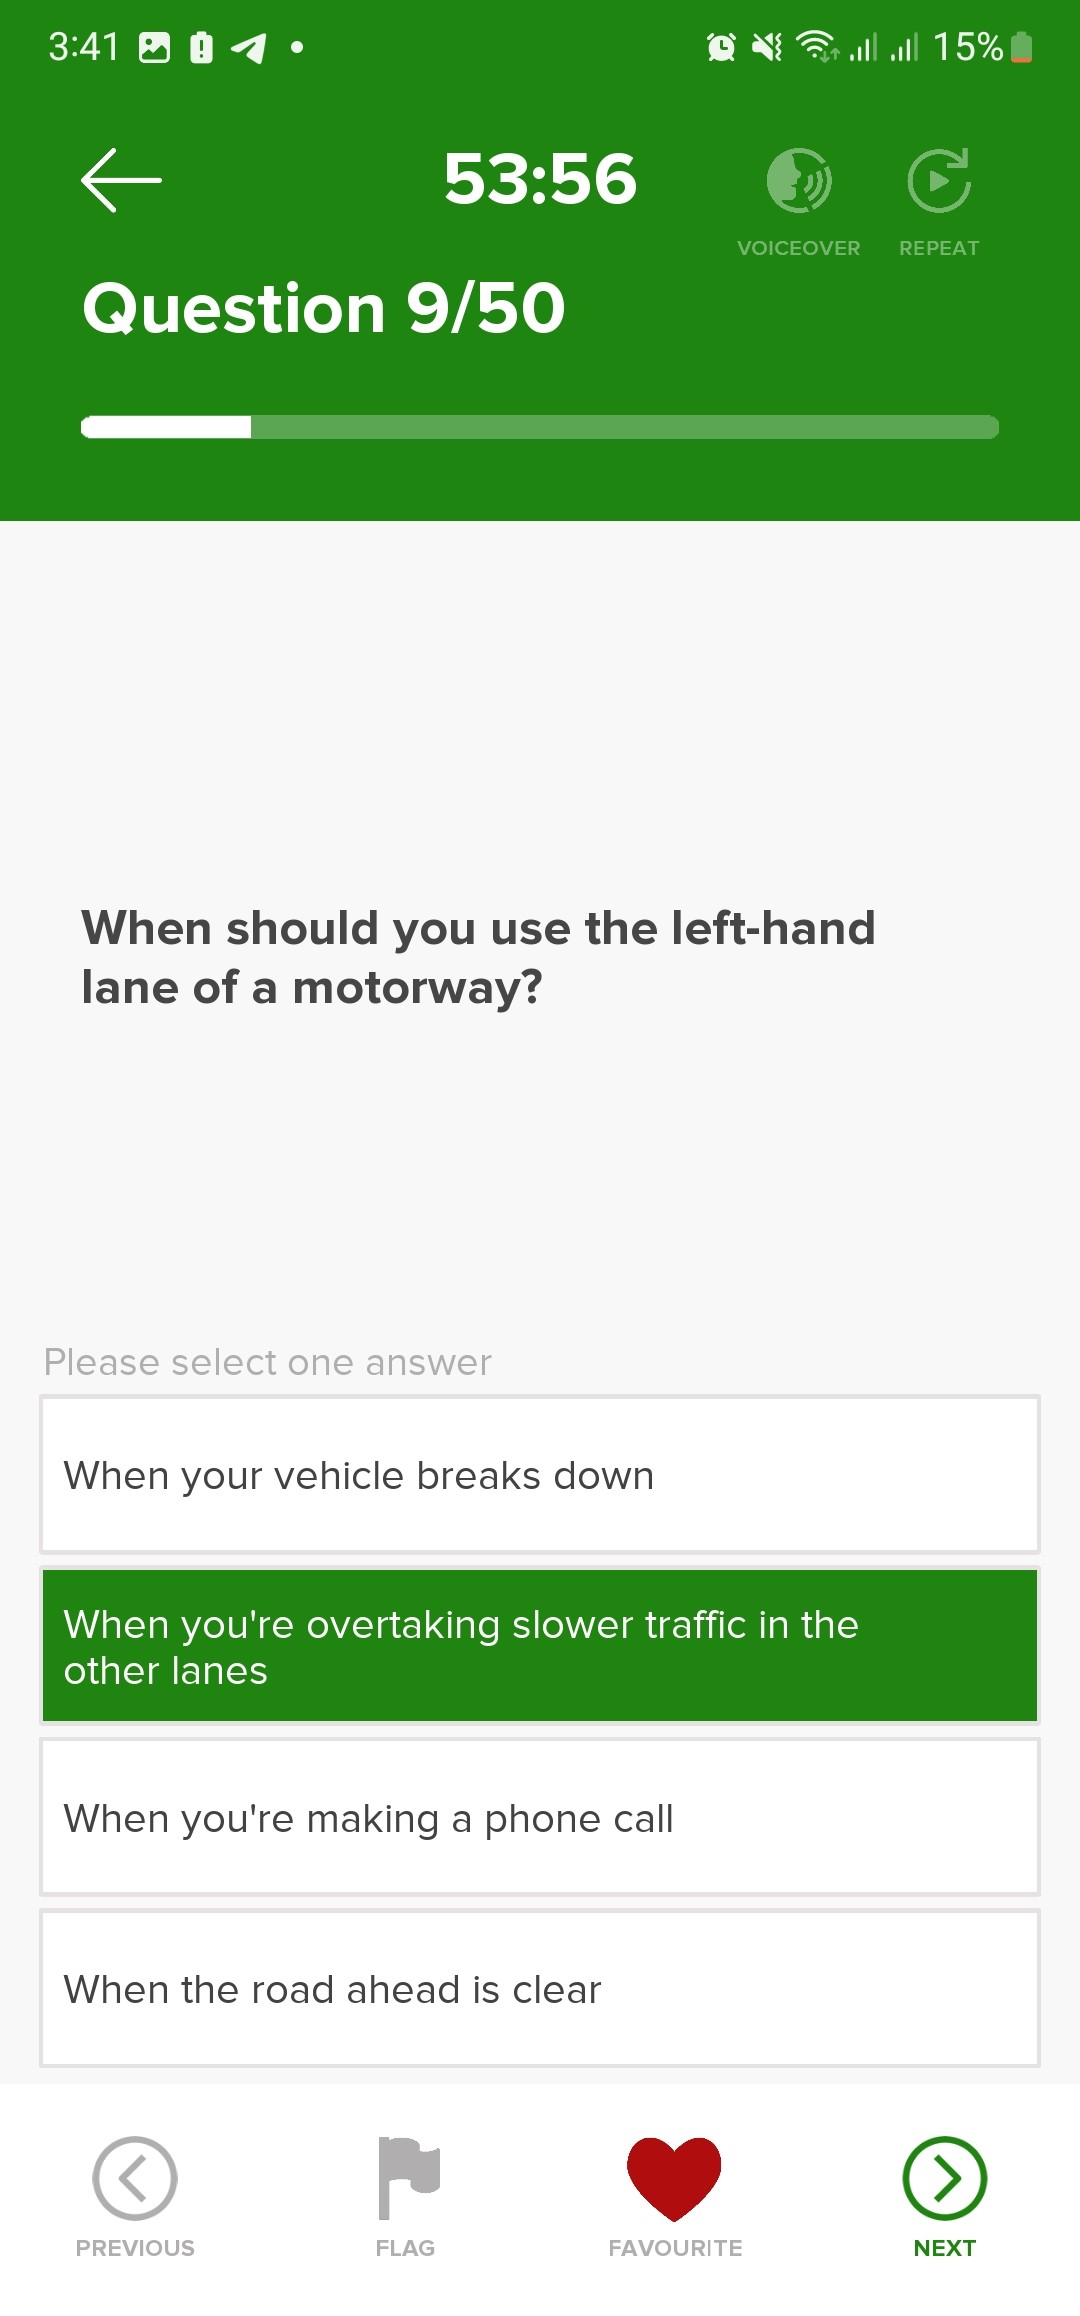 3:41
15%
53:56
VOICEOVER
REPEAT
Question 9/50
When should you use the left-hand
lane of a motorway?
Please select one answer
When your vehicle breaks down
When you're overtaking slower traffic in the
other lanes
When you're making a phone call
When the road ahead is clear
PREVIOUS
FLAG
FAVOURITE
NEXT